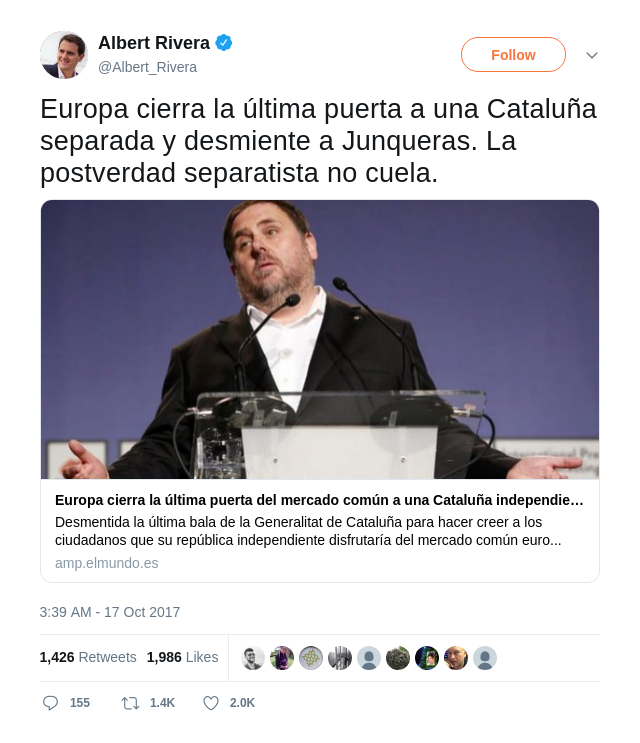 Albert Rivera
@Albert_Rivera
Follow
Europa cierra la última puerta a una Cataluña
separada y desmiente a Junqueras. La
postverdad separatista no cuela.
Europa cierra la última puerta del mercado común a una Cataluña independie…
Desmentida la última bala de la Generalitat de Cataluña para hacer creer a los
ciudadanos que su república independiente disfrutaría del mercado común euro...
amp.elmundo.es
3:39 AM - 17 Oct 2017
1,426 Retweets 1,986 Likes
155 1.4K 2.0K